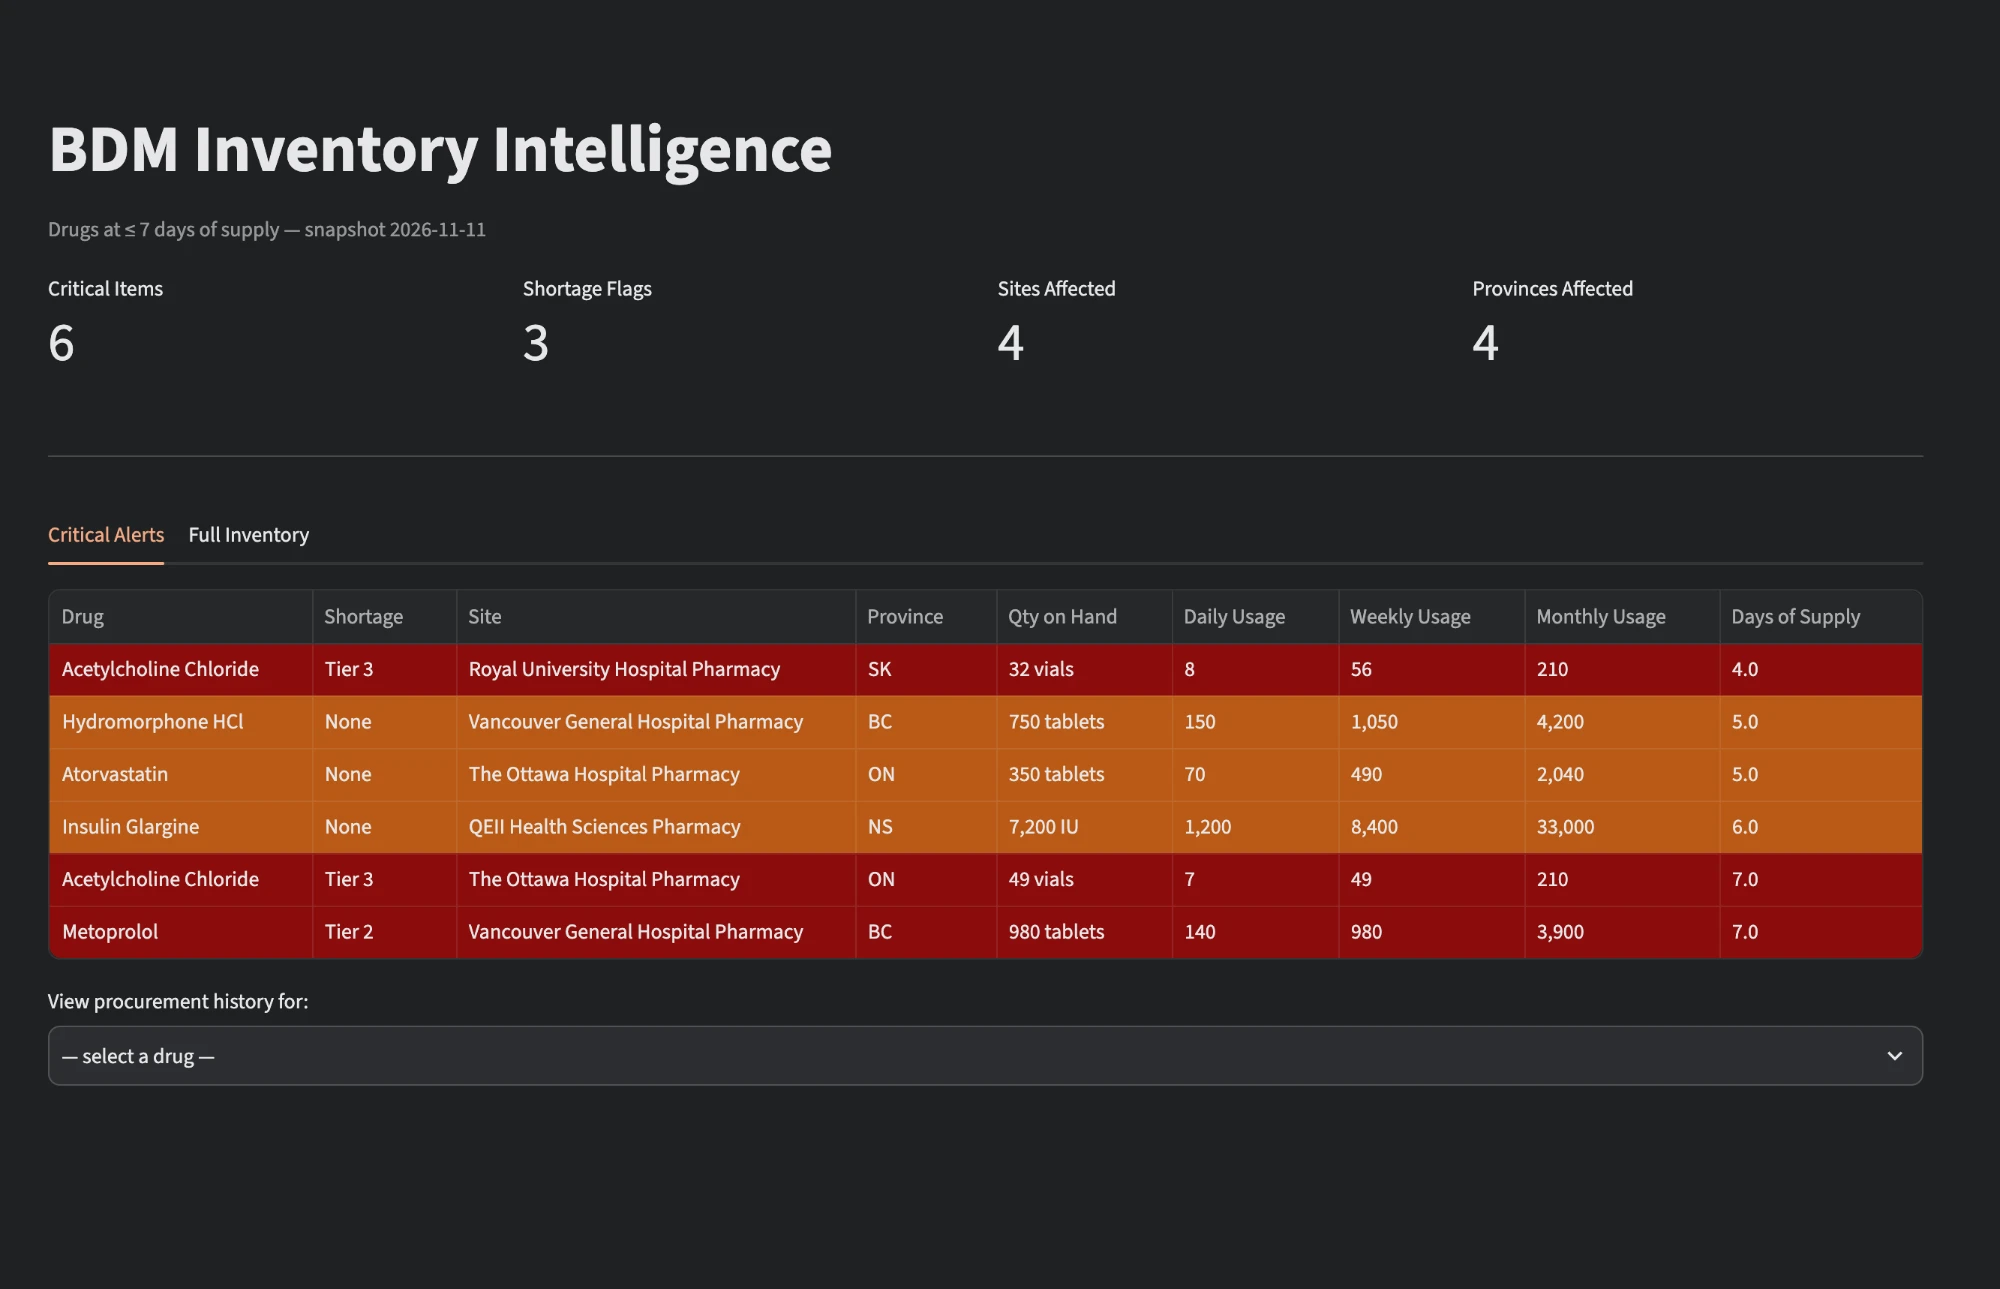 BDM Inventory Intelligence
Drugs at ≤ 7 days of supply — snapshot 2026-11-11
Critical Items Shortage Flags Sites Affected Provinces Affected
6 3 4 4
Critical Alerts Full Inventory
Drug Shortage Site Province Qty on Hand Daily Usage Weekly Usage Monthly Usage Days of Supply
Acetylcholine Chloride Tier 3 Royal University Hospital Pharmacy SK 32 vials 8 56 210 4.0
Hydromorphone HCl None Vancouver General Hospital Pharmacy BC 750 tablets 150 1,050 4,200 5.0
Atorvastatin None The Ottawa Hospital Pharmacy ON 350 tablets 70 490 2,040 5.0
Insulin Glargine None QEII Health Sciences Pharmacy NS 7,200 IU 1,200 8,400 33,000 6.0
Acetylcholine Chloride Tier 3 The Ottawa Hospital Pharmacy ON 49 vials 7 49 210 7.0
Metoprolol Tier 2 Vancouver General Hospital Pharmacy BC 980 tablets 140 980 3,900 7.0
View procurement history for:
— select a drug —